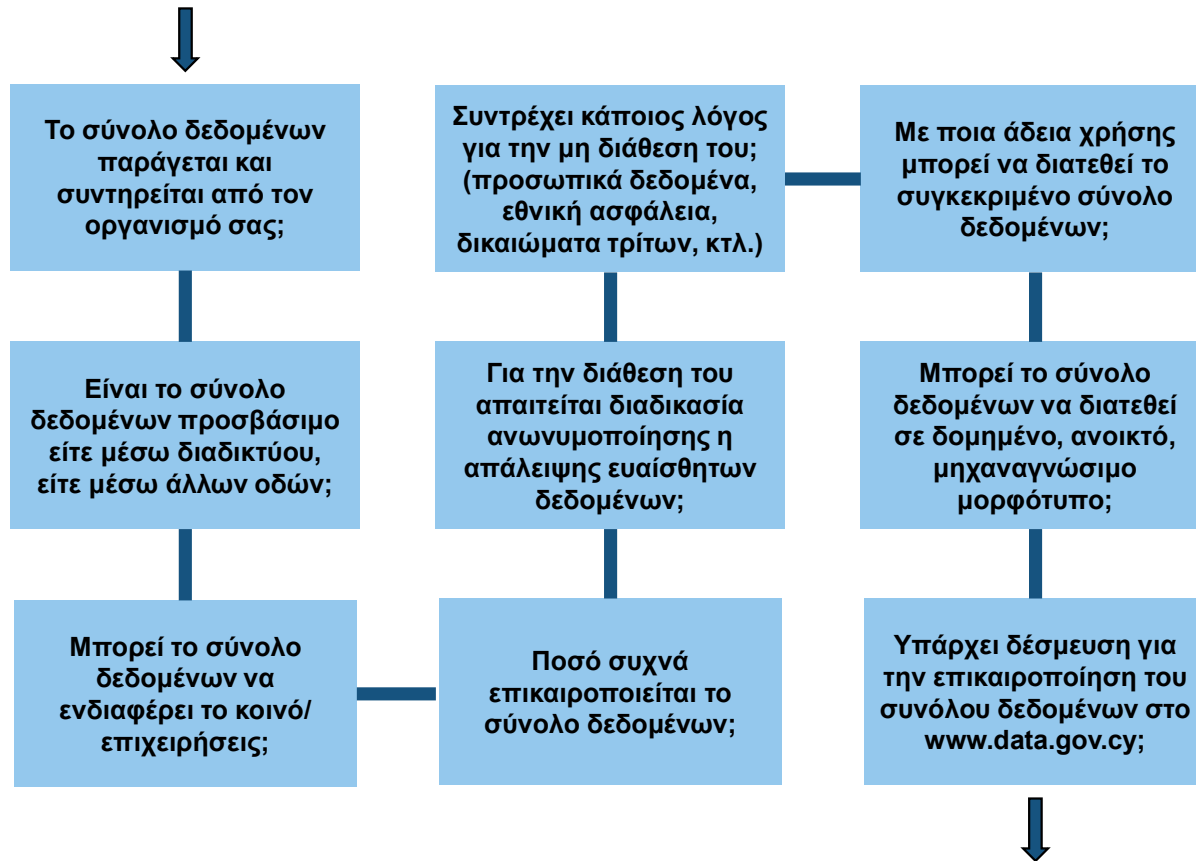 Το σύνολο δεδομένων
παράγεται και
συντηρείται από τον
οργανισμό σας;
Είναι το σύνολο
δεδομένων προσβάσιμο
είτε μέσω διαδικτύου,
είτε μέσω άλλων οδών;
Μπορεί το σύνολο
δεδομένων να
ενδιαφέρει το κοινό/
επιχειρήσεις;
Ποσό συχνά
επικαιροποιείται το
σύνολο δεδομένων;
Για την διάθεση του
απαιτείται διαδικασία
ανωνυμοποίησης η
απάλειψης ευαίσθητων
δεδομένων;
Συντρέχει κάποιος λόγος
για την μη διάθεση του;
(προσωπικά δεδομένα,
εθνική ασφάλεια,
δικαιώματα τρίτων, κτλ.)
Με ποια άδεια χρήσης
μπορεί να διατεθεί το
συγκεκριμένο σύνολο
δεδομένων;
Μπορεί το σύνολο
δεδομένων να διατεθεί
σε δομημένο, ανοικτό,
μηχαναγνώσιμο
μορφότυπο;
Υπάρχει δέσμευση για
την επικαιροποίηση του
συνόλου δεδομένων στο
www.data.gov.cy;